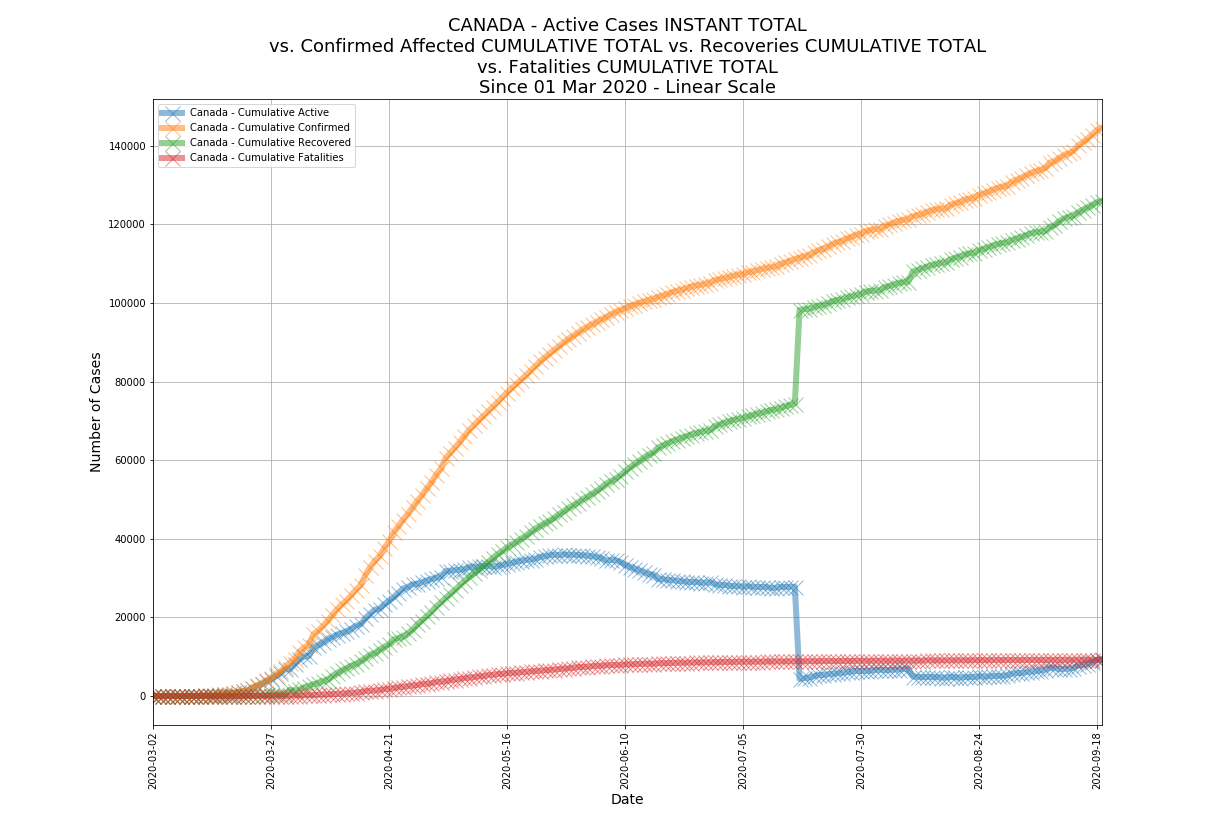 CANADA - Active Cases INSTANT TOTAL
vs. Confirmed Affected CUMULATIVE TOTAL vs. Recoveries CUMULATIVE TOTAL
vs. Fatalities CUMULATIVE TOTAL
Since 01 Mar 2020 - Linear Scale
Canada - Cumulative Active
Canada - Cumulative Confirmed
Canada - Cumulative Recovered
Canada - Cumulative Fatalities
Number of Cases
140000
120000
100000
80000
60000
40000
20000
0
2020-03-02
2020-03-27
2020-04-21
2020-05-16
2020-06-10
2020-07-05
2020-07-30
2020-08-24
2020-09-18
Date